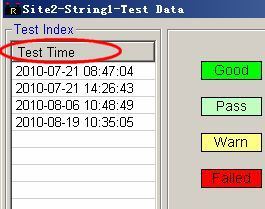 R Site2-String1-Test Data
Test Index
Test Time
2010-07-21 08:47:04
2010-07-21 14:26:43
2010-08-06 10:48:49
2010-08-19 10:35:05
Good
Pass
Warn
Failed